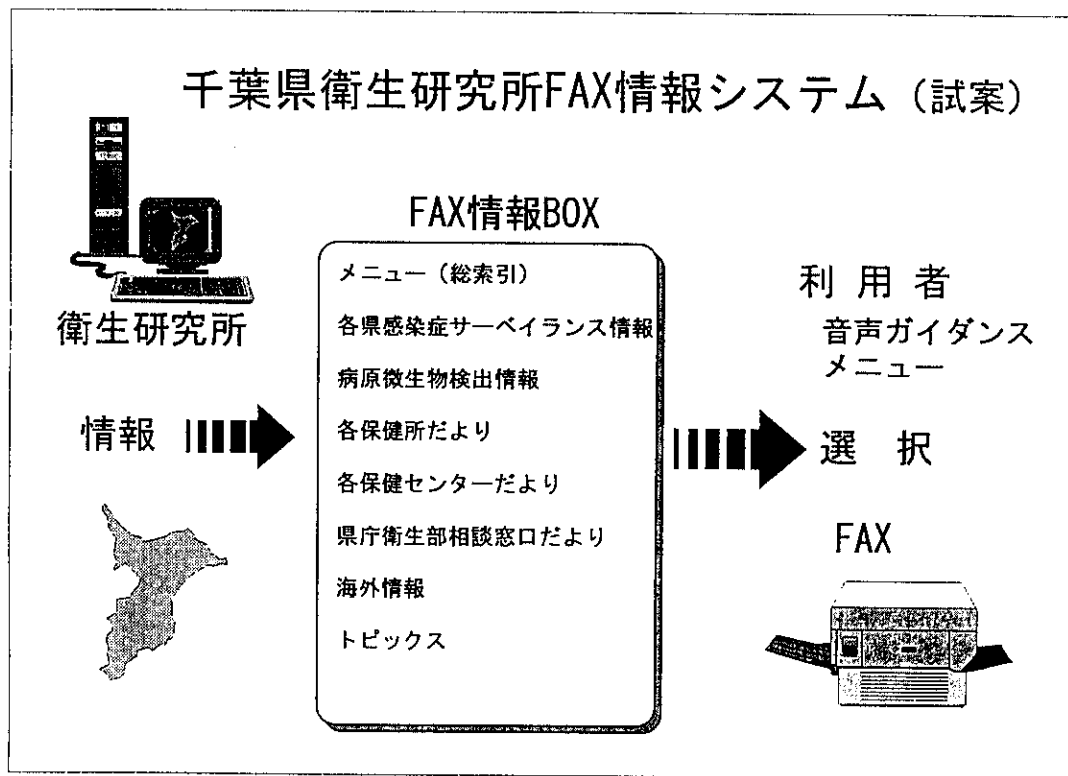 千葉県衛生研究所FAX情報システム（試案）
衛生研究所
情報
FAX情報BOX
メニュー（総索引）
各県感染症サーベイランス情報
病原微生物検出情報
各保健所だより
各保健センターだより
県庁衛生部相談窓口だより
海外情報
トピックス
利用者
音声ガイダンス
メニュー
選択
FAX